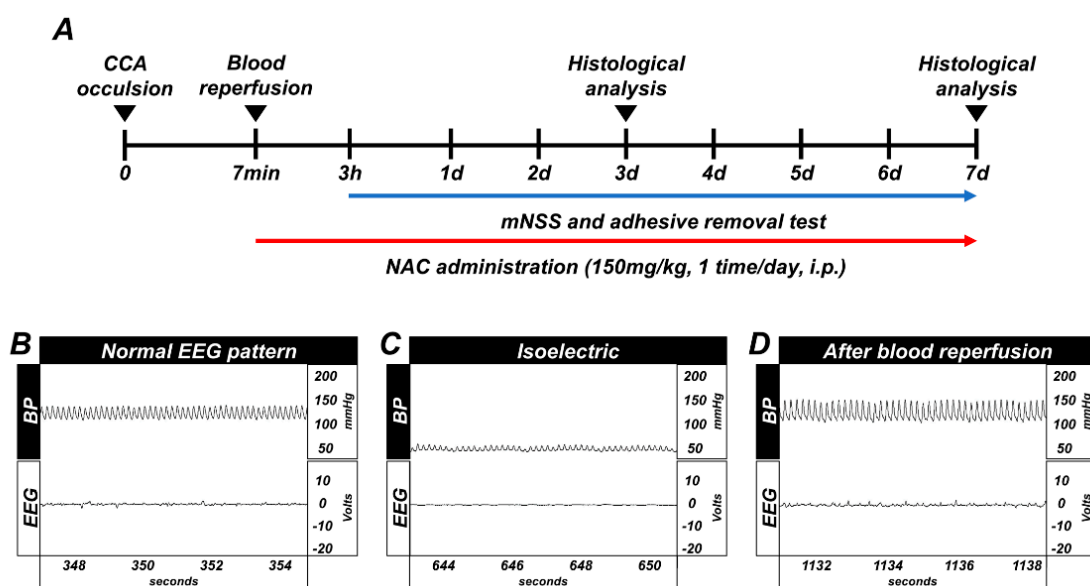 A
CCA
occulsion
Blood
reperfusion
Histological
analysis
Histological
analysis
0 7min 3h 1d 2d 3d 4d 5d 6d 7d
mNSS and adhesive removal test
NAC administration (150mg/kg, 1 time/day, i.p.)
B
Normal EEG pattern
BP
200
150
100
50
mmHg
EEG
10
0
-10
-20
Volts
348 350 352 354
seconds
C
Isoelectric
BP
200
150
100
50
mmHg
EEG
10
0
-10
-20
Volts
644 646 648 650
seconds
D
After blood reperfusion
BP
200
150
100
50
mmHg
EEG
10
0
-10
-20
Volts
1132 1134 1136 1138
seconds